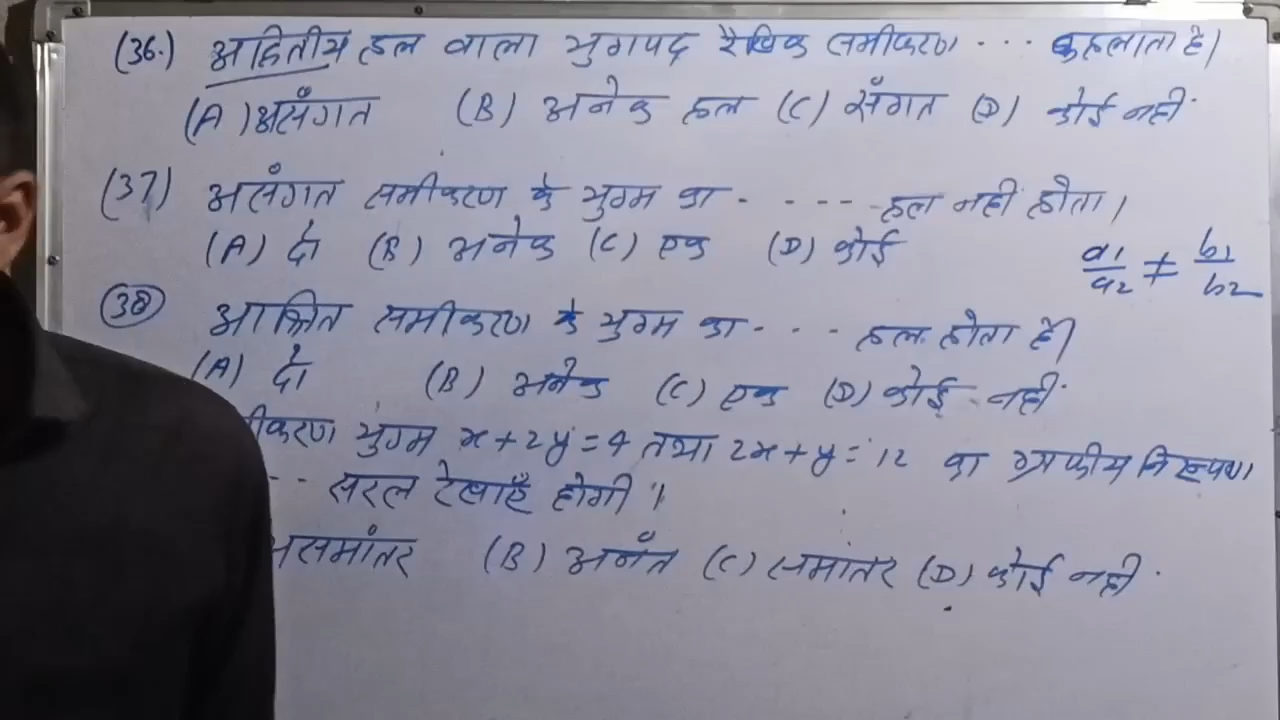 (36.) अद्वितीय हल वाला युगपद रैखिक समीकरण ... कहलाता है।
(A) असंगत (B) अनेक हल (C) संगत (D) कोई नहीं.
(37) असंगत समीकरण के युग्म का - - - - - हल नहीं होता।
(A) दो (B) अनेक (C) एक (D) कोई
a1/a2 ≠ b1/b2
(38) आश्रित समीकरण के युग्म का - - - - हल होता है।
(A) दो (B) अनेक (C) एक (D) कोई नहीं.
मीकरण युग्म x+2y=4 तथा 2x+y=12 का ग्राफीय निरूपण
-- सरल रेखाएँ होगी।
असमांतर (B) अनंत (C) समांतर (D) कोई नहीं.